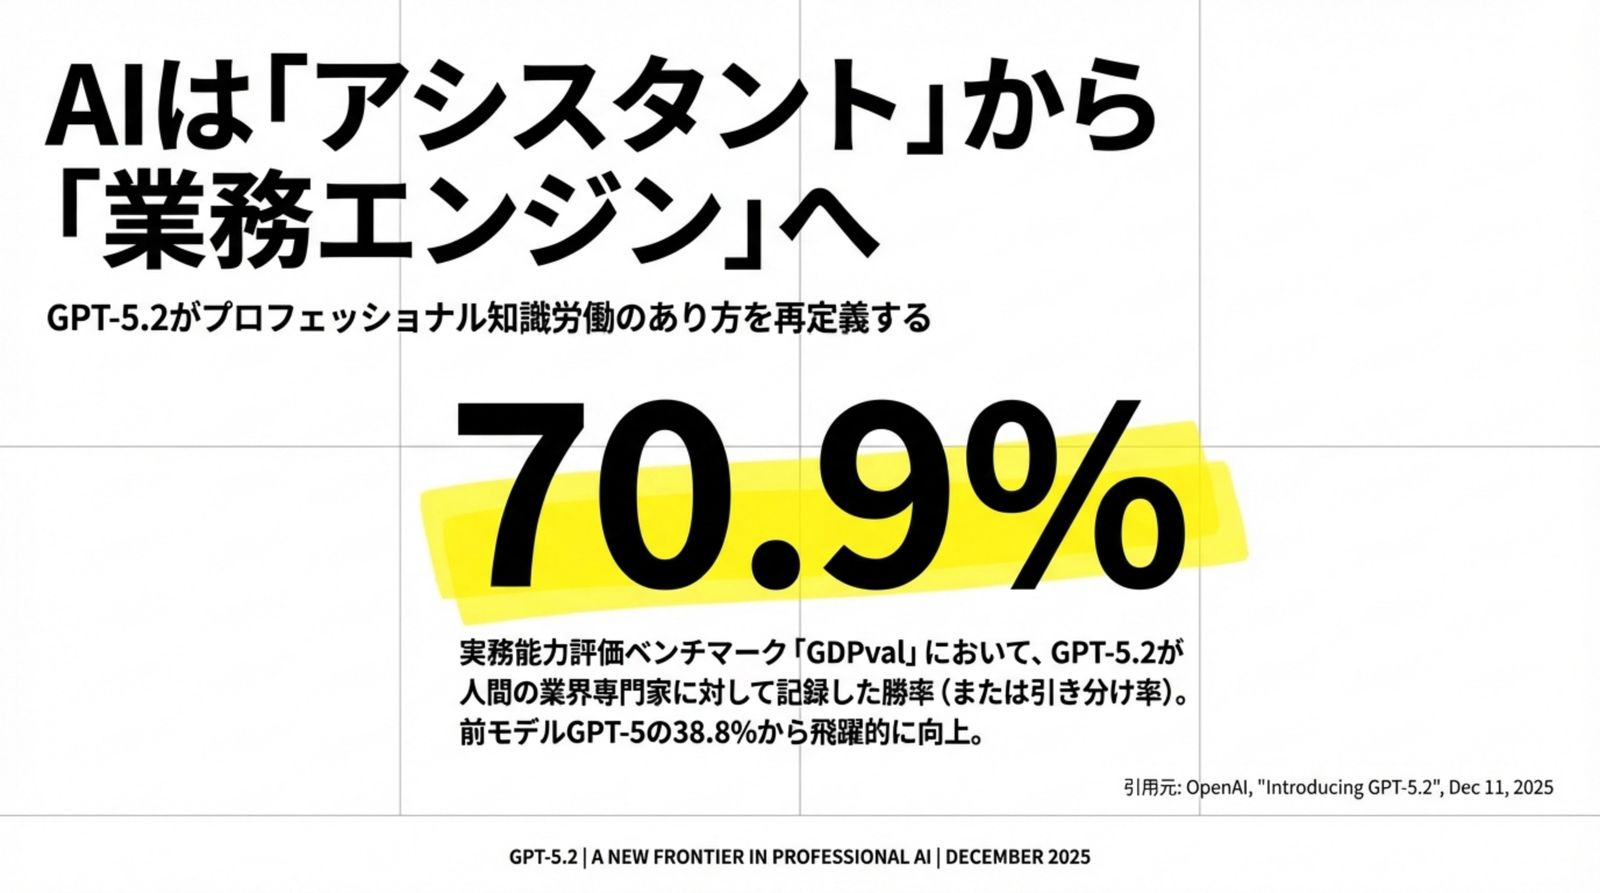 AIは「アシスタント」から
「業務エンジン」へ
GPT-5.2がプロフェッショナル知識労働のあり方を再定義する
70.9%
実務能力評価ベンチマーク「GDPval」において、GPT-5.2が
人間の業界専門家に対して記録した勝率（または引き分け率）。
前モデルGPT-5の38.8%から飛躍的に向上。
引用元: OpenAI, "Introducing GPT-5.2", Dec 11, 2025
GPT-5.2 | A NEW FRONTIER IN PROFESSIONAL AI | DECEMBER 2025